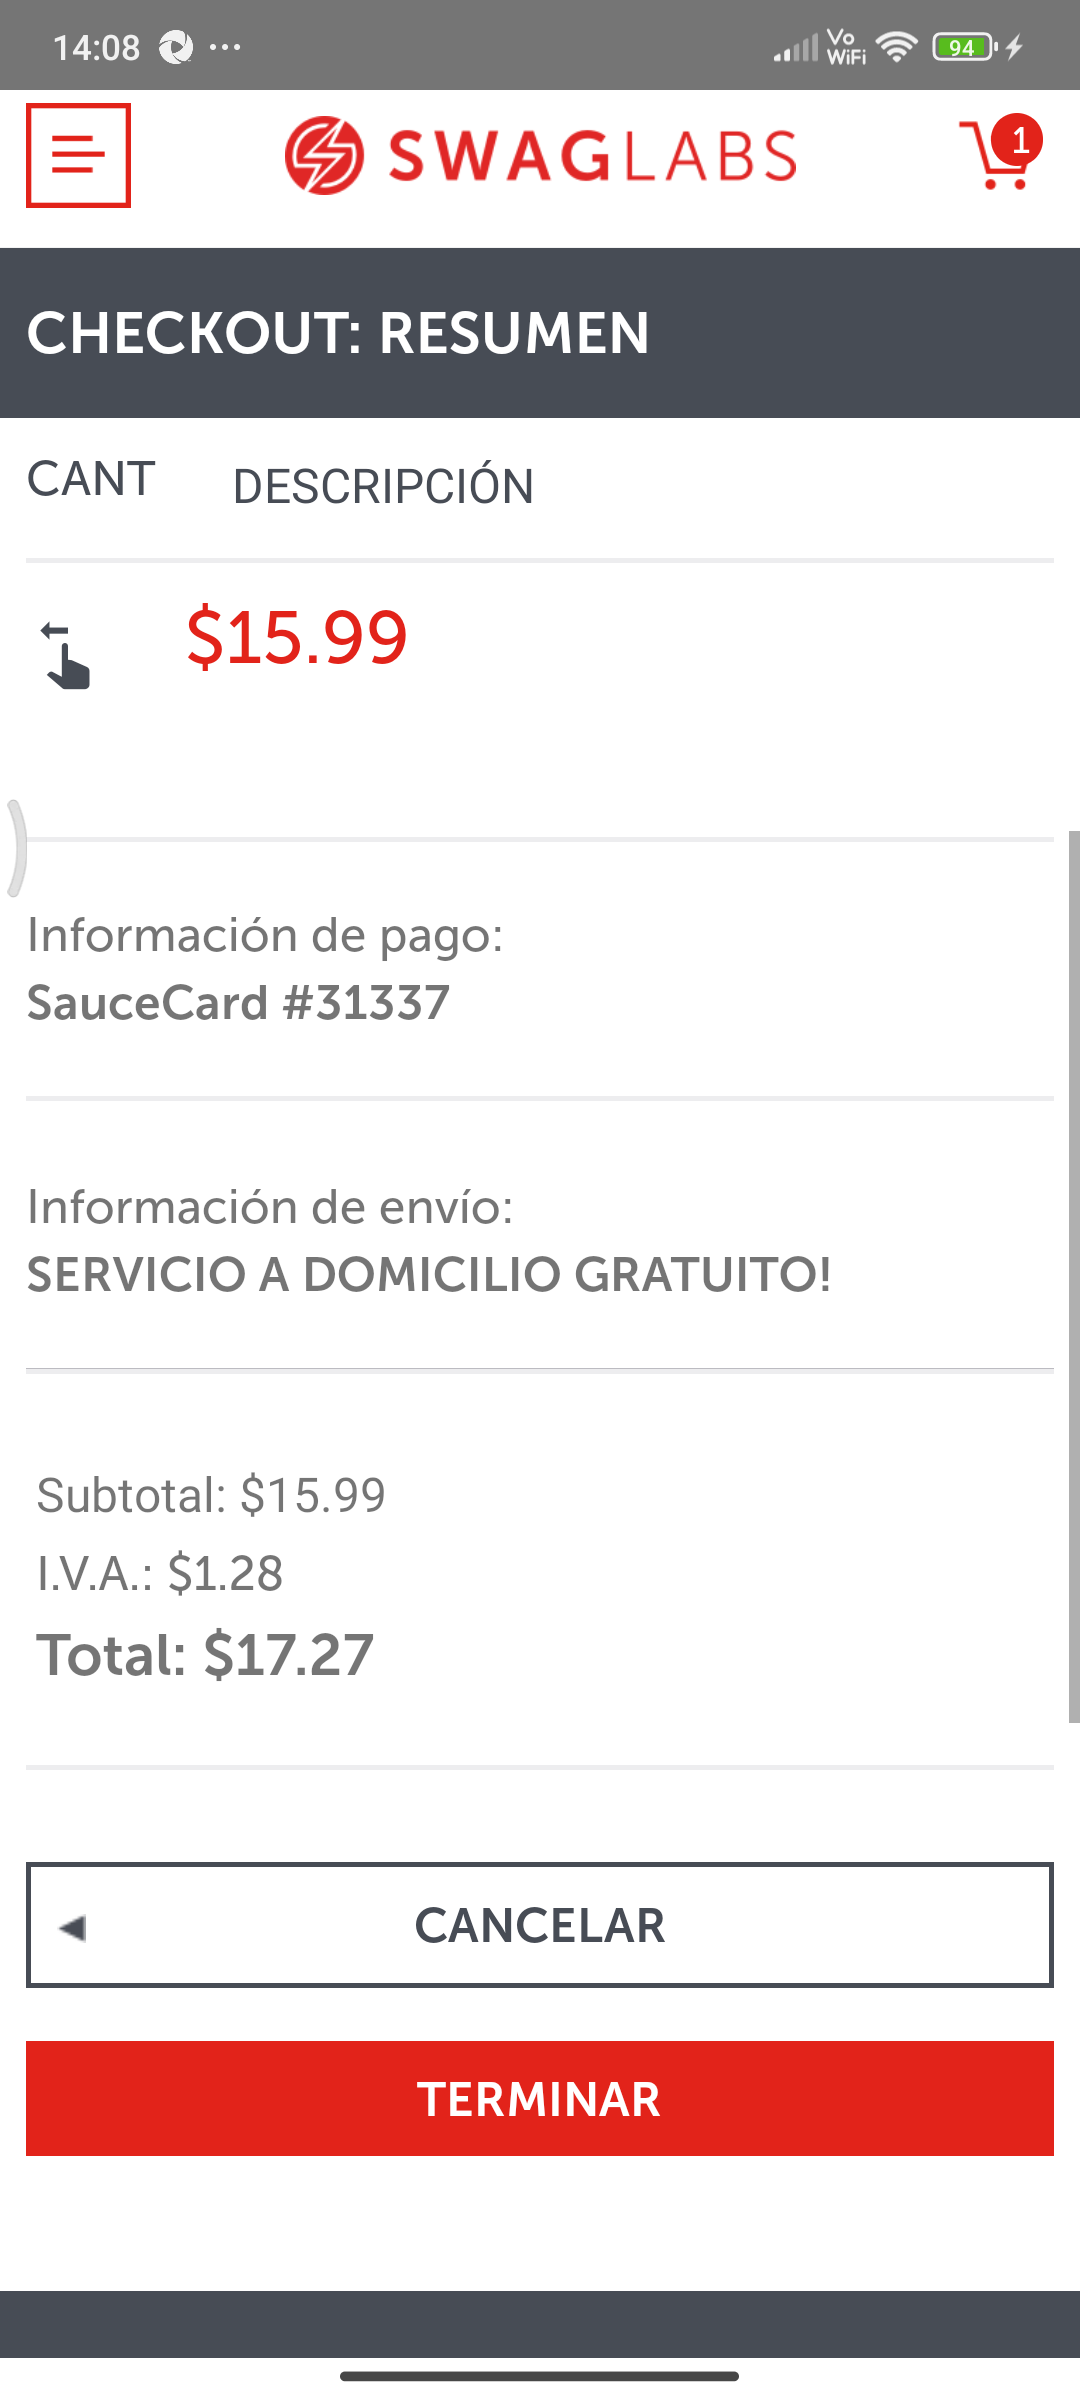 14:08
Vo
WiFi
94
SWAGLABS
1
CHECKOUT: RESUMEN
CANT
DESCRIPCIÓN
$15.99
Información de pago:
SauceCard #31337
Información de envío:
SERVICIO A DOMICILIO GRATUITO!
Subtotal: $15.99
I.V.A.: $1.28
Total: $17.27
CANCELAR
TERMINAR